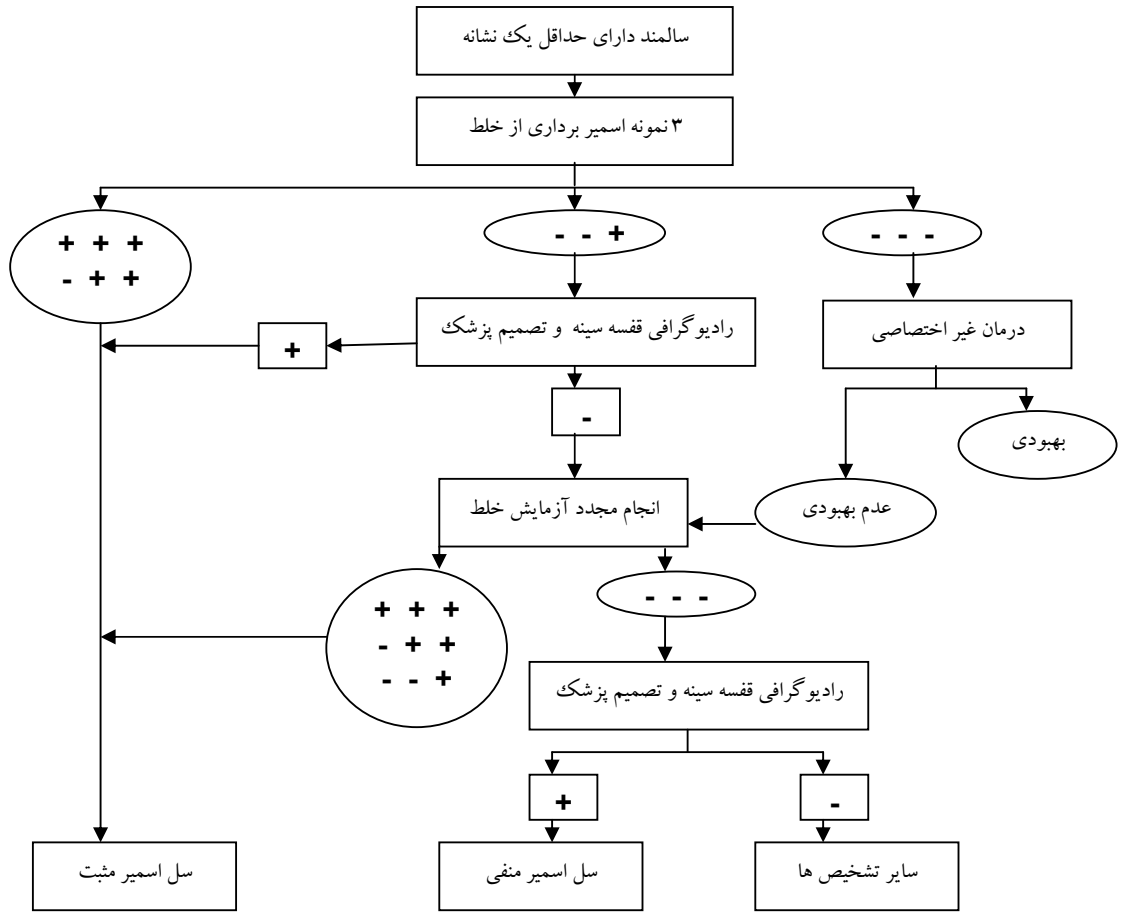 سالمند دارای حداقل یک نشانه
۳ نمونه اسمیر برداری از خلط
+ + +
- + +
- - +
- - -
رادیوگرافی قفسه سینه و تصمیم پزشک
درمان غیر اختصاصی
+
-
بهبودی
انجام مجدد آزمایش خلط
عدم بهبودی
+ + +
- + +
- - +
- - -
رادیوگرافی قفسه سینه و تصمیم پزشک
+
-
سل اسمیر مثبت
سل اسمیر منفی
سایر تشخیص ها